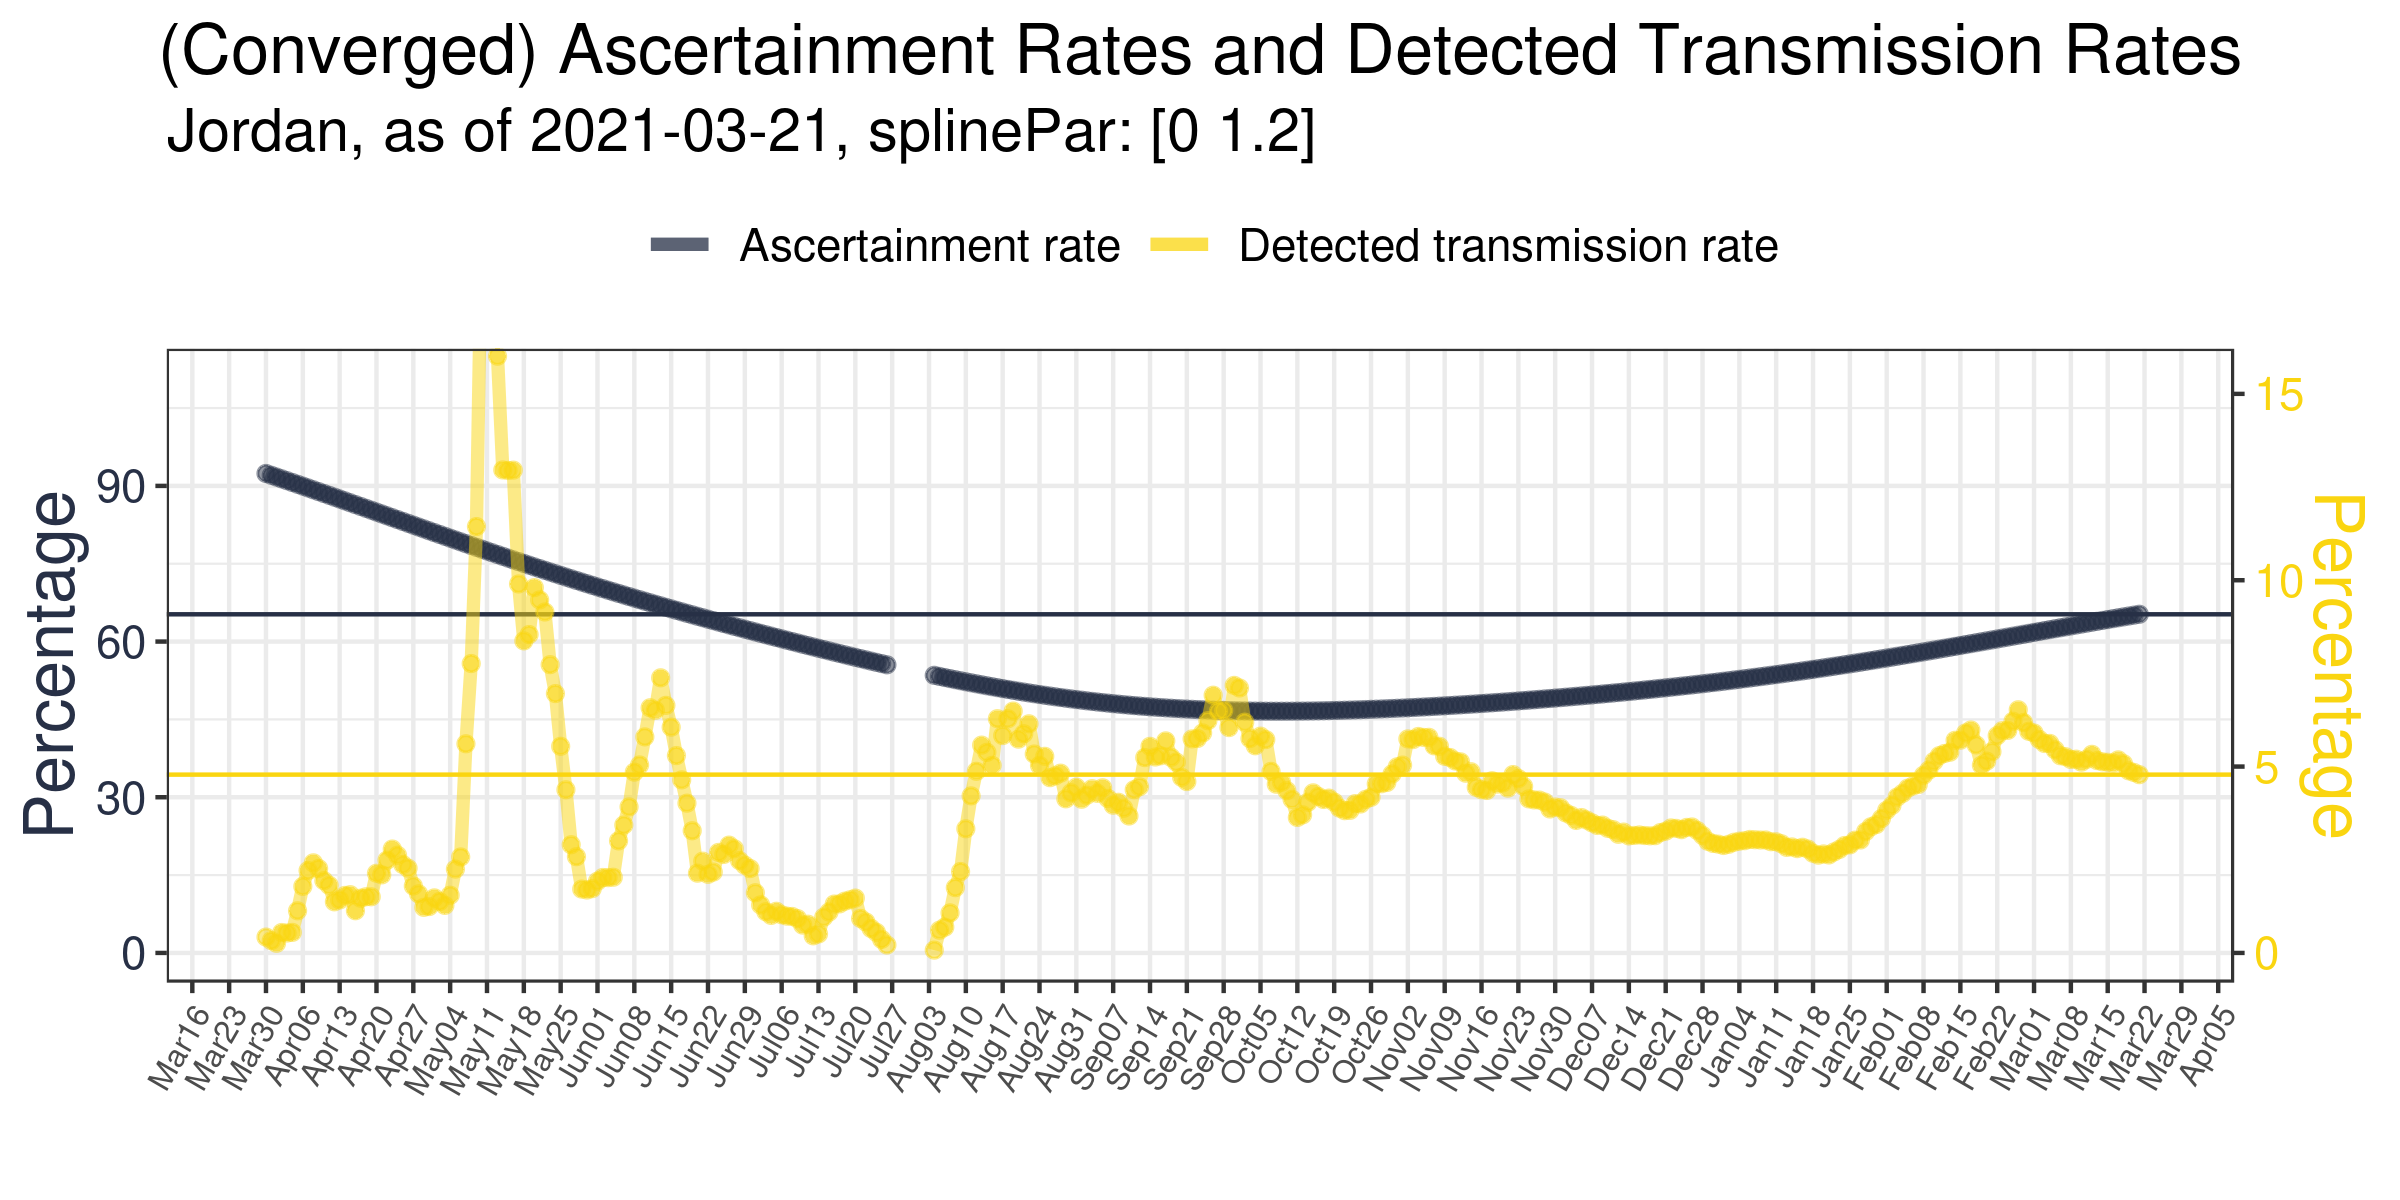 (Converged) Ascertainment Rates and Detected Transmission Rates
Jordan, as of 2021-03-21, splinePar: [0 1.2]
Ascertainment rate Detected transmission rate
Percentage
90
60
30
0
15
10
5
0
Percentage
Mar16 Mar23 Mar30 Apr06 Apr13 Apr20 Apr27 May04 May11 May18 May25 Jun01 Jun08 Jun15 Jun22 Jun29 Jul06 Jul13 Jul20 Jul27 Aug03 Aug10 Aug17 Aug24 Aug31 Sep07 Sep14 Sep21 Sep28 Oct05 Oct12 Oct19 Oct26 Nov02 Nov09 Nov16 Nov23 Nov30 Dec07 Dec14 Dec21 Dec28 Jan04 Jan11 Jan18 Jan25 Feb01 Feb08 Feb15 Feb22 Mar01 Mar08 Mar15 Mar22 Mar29 Apr05